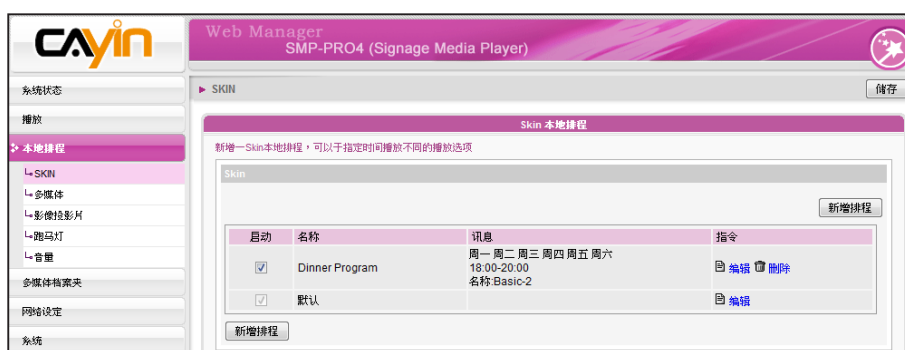 CAYIN
Web Manager
SMP-PRO4 (Signage Media Player)
系统状态
播放
本地排程
SKIN
多媒体
影像投影片
跑马灯
音量
多媒体档案夹
网络设定
系统
SKIN
储存
Skin 本地排程
新增一Skin本地排程，可以于指定时间播放不同的播放选项
Skin
新增排程
启动 名称 讯息 指令
Dinner Program 周一 周二 周三 周四 周五 周六 编辑 删除
18:00-20:00
名称:Basic-2
默认 编辑
新增排程